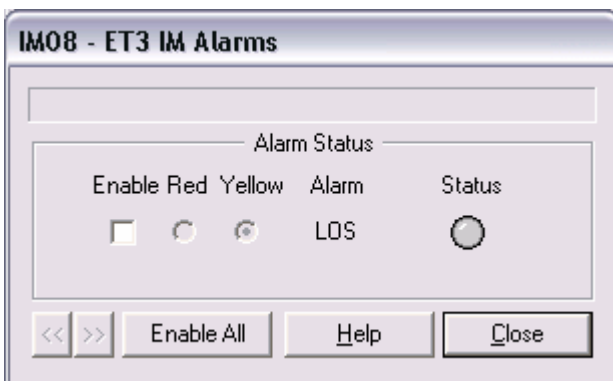 IM08 - ET3 IM Alarms
Alarm Status
Enable Red Yellow Alarm Status
LOS
<< >> Enable All Help Close